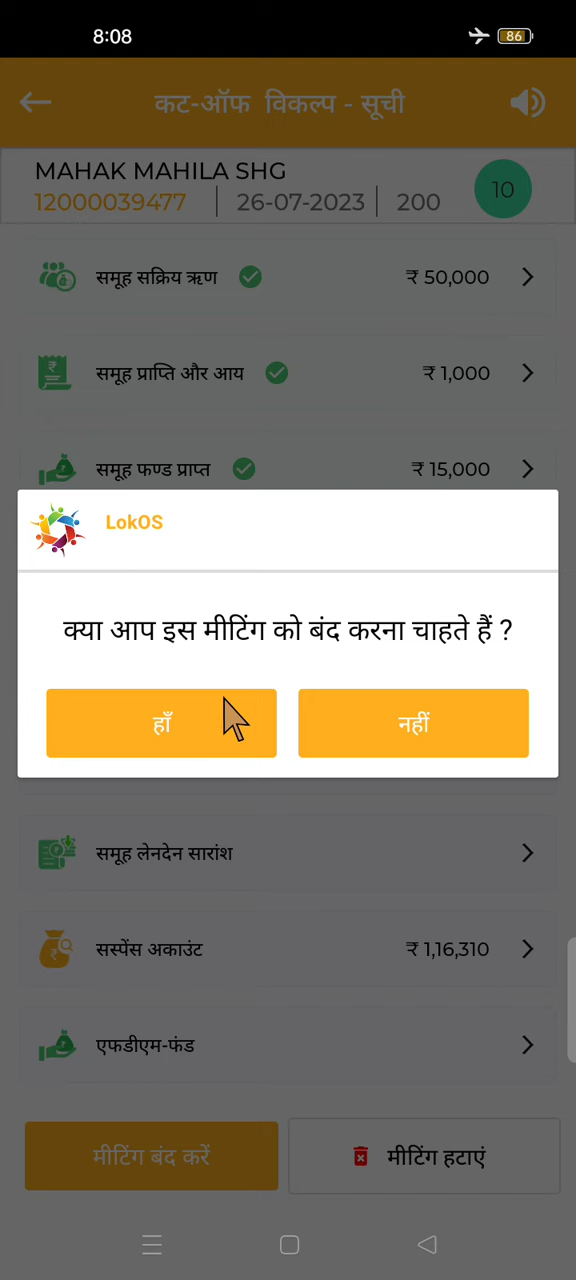 8:08
86
कट-ऑफ विकल्प - सूची
MAHAK MAHILA SHG
12000039477 | 26-07-2023 | 200
10
समूह सक्रिय ऋण ₹ 50,000
समूह प्राप्ति और आय ₹ 1,000
समूह फण्ड प्राप्त ₹ 15,000
LokOS
क्या आप इस मीटिंग को बंद करना चाहते हैं ?
हाँ नहीं
समूह लेनदेन सारांश
सस्पेंस अकाउंट ₹ 1,16,310
एफडीएम-फंड
मीटिंग बंद करें मीटिंग हटाएं